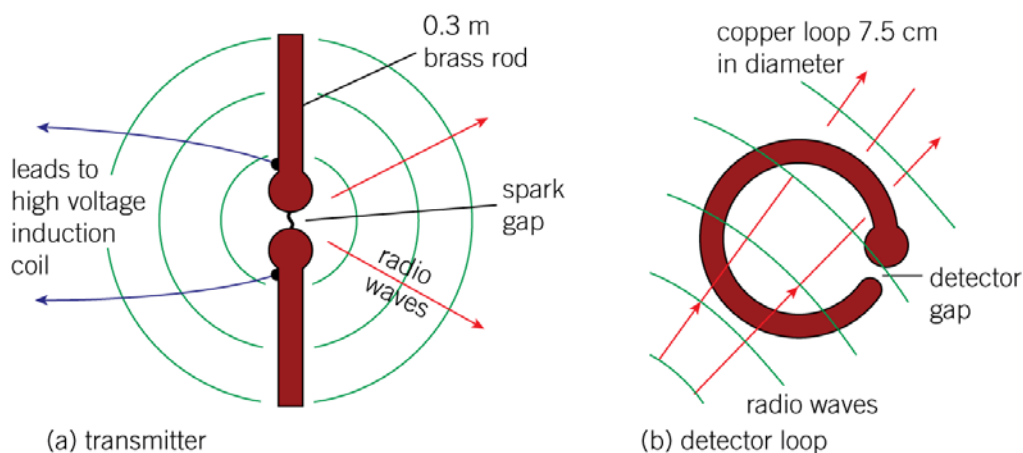 0.3 m
brass rod
leads to
high voltage
induction
coil
spark
gap
radio
waves
(a) transmitter
copper loop 7.5 cm
in diameter
detector
gap
radio waves
(b) detector loop